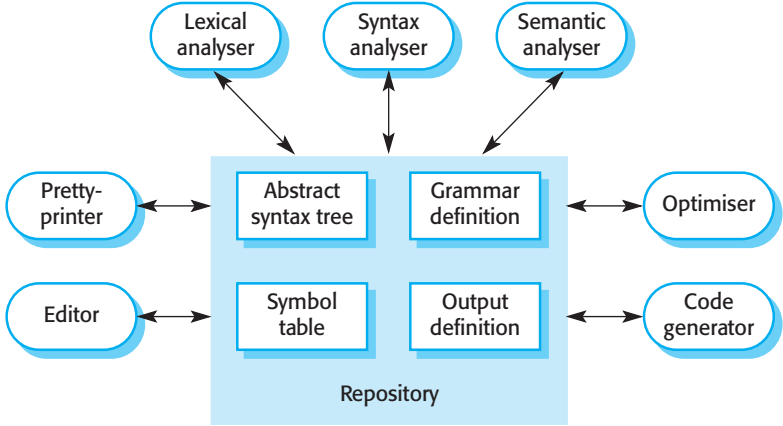 Lexical
analyser
Syntax
analyser
Semantic
analyser
Pretty-
printer
Abstract
syntax tree
Grammar
definition
Optimiser
Editor
Symbol
table
Output
definition
Code
generator
Repository